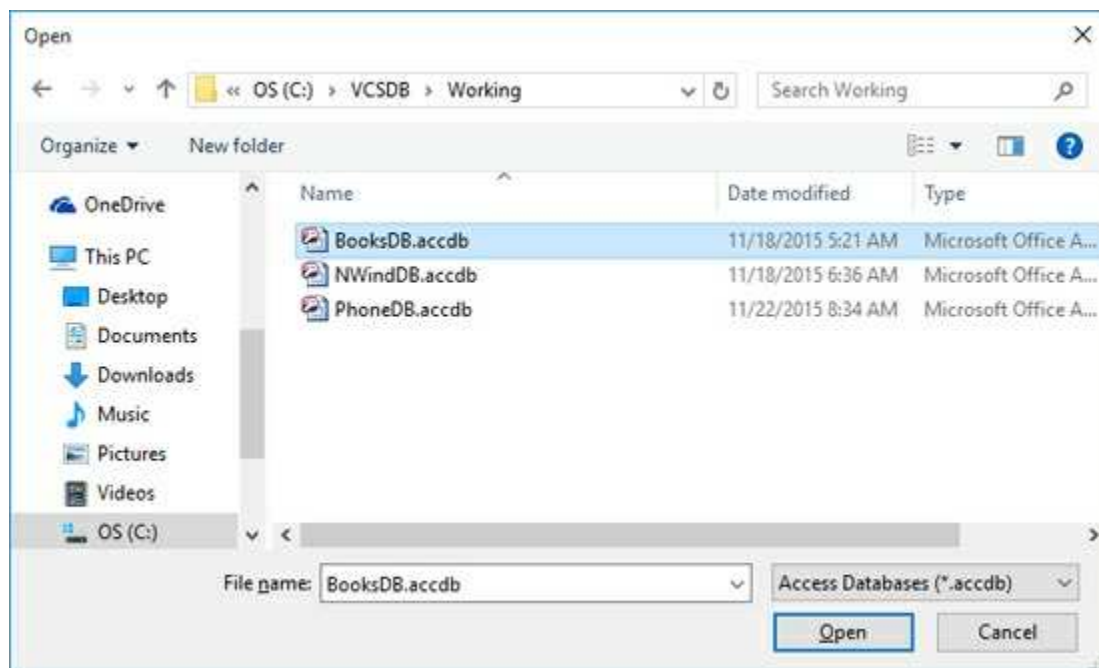 Open
« OS (C:) › VCSDB › Working
Search Working
Organize
New folder
Name Date modified Type
OneDrive
This PC
Desktop
Documents
Downloads
Music
Pictures
Videos
OS (C:)
BooksDB.accdb 11/18/2015 5:21 AM Microsoft Office A...
NWindDB.accdb 11/18/2015 6:36 AM Microsoft Office A...
PhoneDB.accdb 11/22/2015 8:34 AM Microsoft Office A...
File name: BooksDB.accdb
Access Databases (*.accdb)
Open
Cancel